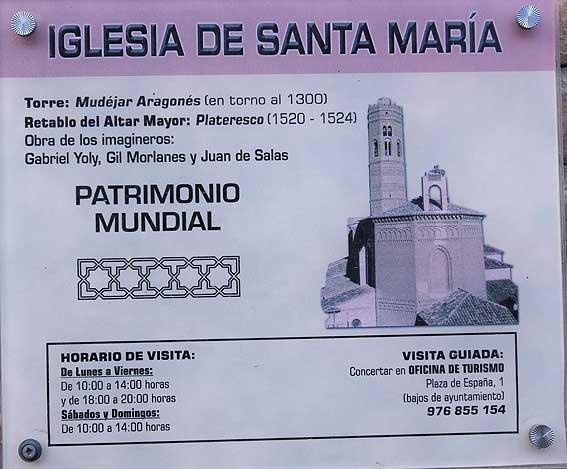 IGLESIA DE SANTA MARÍA
Torre: Mudéjar Aragonés (en torno al 1300)
Retablo del Altar Mayor: Plateresco (1520 - 1524)
Obra de los imagineros:
Gabriel Yoly, Gil Morlanes y Juan de Salas
PATRIMONIO
MUNDIAL
HORARIO DE VISITA:
De Lunes a Viernes:
De 10:00 a 14:00 horas
y de 18:00 a 20:00 horas
Sábados y Domingos:
De 10:00 a 14:00 horas
VISITA GUIADA:
Concertar en OFICINA DE TURISMO
Plaza de España, 1
(bajos de ayuntamiento)
976 855 154